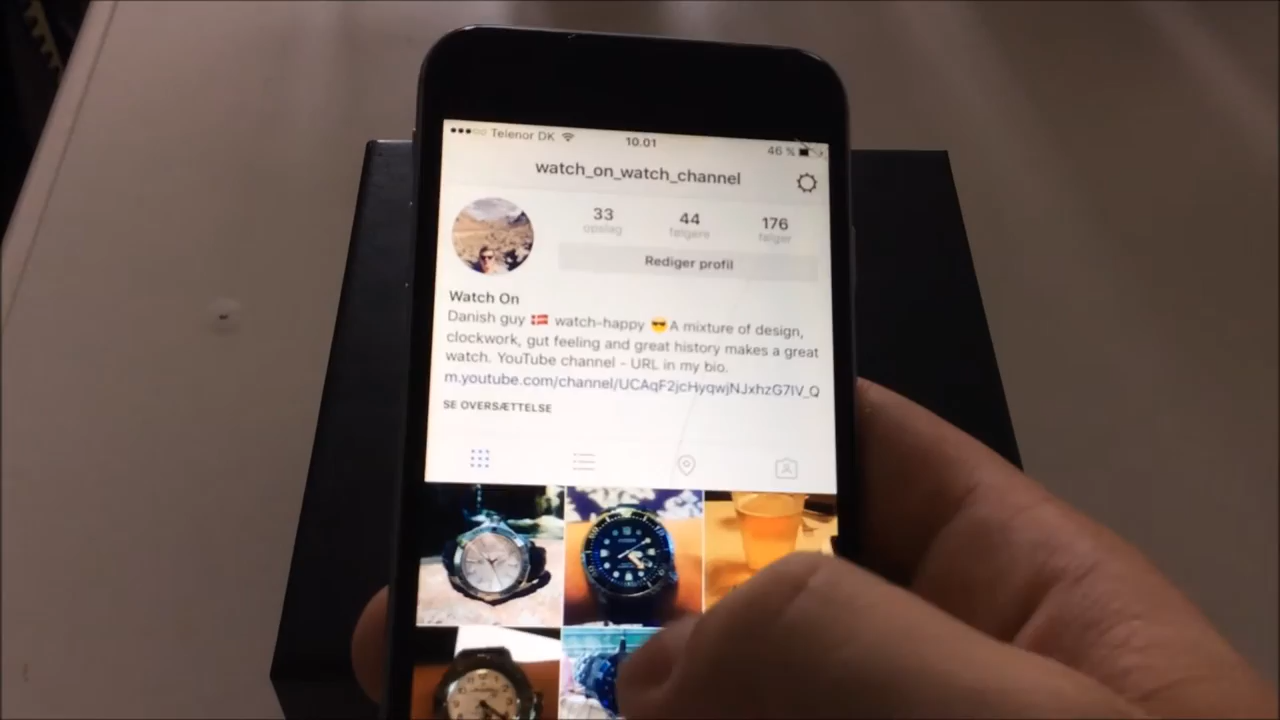 Telenor DK 10.01 46 %
watch_on_watch_channel
33 44 176
opslag følgere følger
Rediger profil
Watch On
Danish guy 🇩🇰 watch-happy 😎 A mixture of design,
clockwork, gut feeling and great history makes a great
watch. YouTube channel - URL in my bio.
m.youtube.com/channel/UCAqF2jcHyqwjNJxhzG7IV_Q
SE OVERSÆTTELSE
CITIZEN